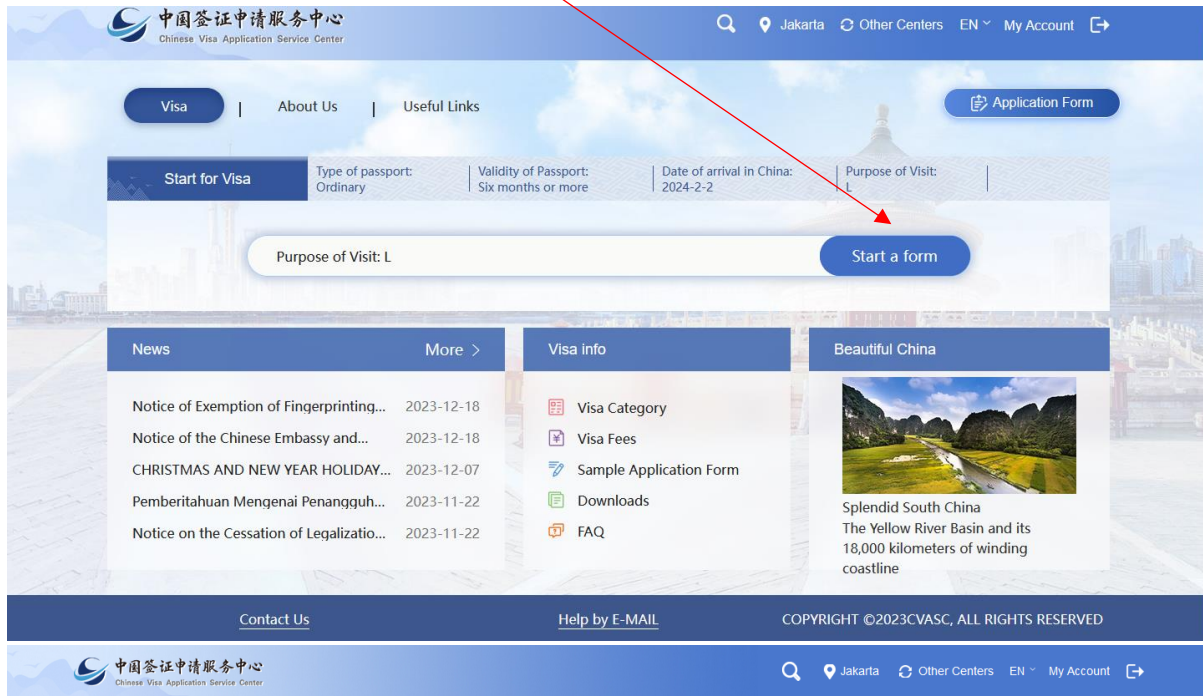 中国签证申请服务中心
Chinese Visa Application Service Center
Jakarta Other Centers EN My Account
Visa | About Us | Useful Links
Application Form
Start for Visa
Type of passport:
Ordinary
Validity of Passport:
Six months or more
Date of arrival in China:
2024-2-2
Purpose of Visit:
L
Purpose of Visit: L
Start a form
News More >
Notice of Exemption of Fingerprinting... 2023-12-18
Notice of the Chinese Embassy and... 2023-12-18
CHRISTMAS AND NEW YEAR HOLIDAY... 2023-12-07
Pemberitahuan Mengenai Penangguh... 2023-11-22
Notice on the Cessation of Legalizatio... 2023-11-22
Visa info
Visa Category
Visa Fees
Sample Application Form
Downloads
FAQ
Beautiful China
Splendid South China
The Yellow River Basin and its
18,000 kilometers of winding
coastline
Contact Us
Help by E-MAIL
COPYRIGHT ©2023CVASC, ALL RIGHTS RESERVED
中国签证申请服务中心
Chinese Visa Application Service Center
Jakarta Other Centers EN My Account